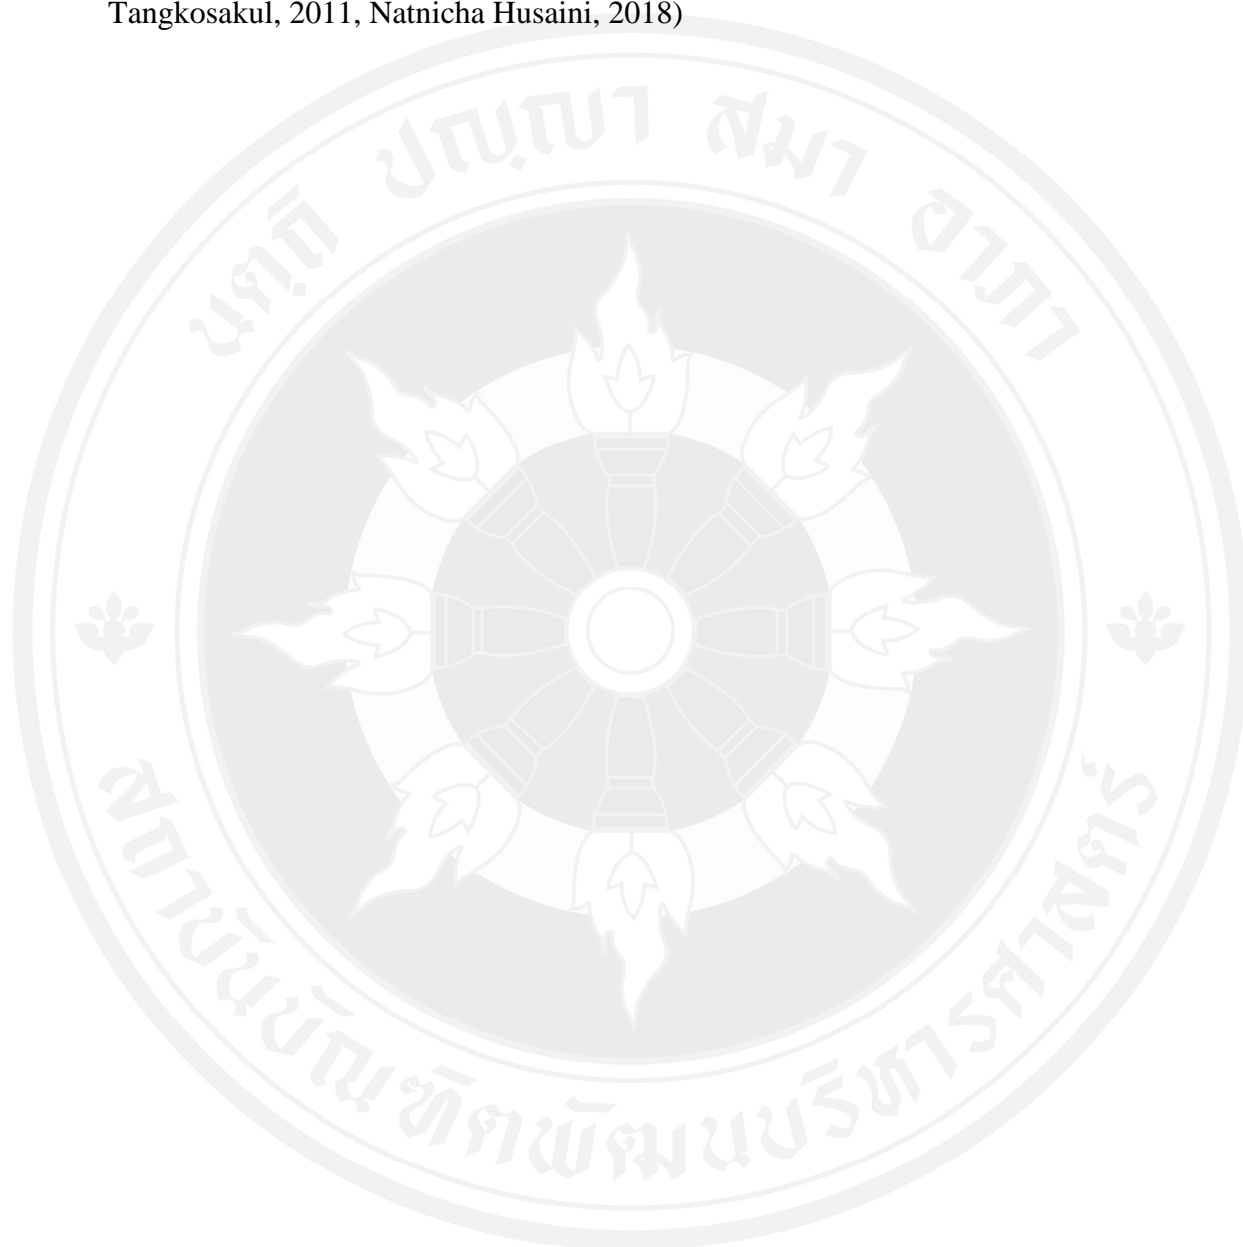 Tangkosakul, 2011, Natnicha Husaini, 2018)
นตฺถิ ปญฺญา สมา อาภา
สถาบันบัณฑิตพัฒนบริหารศาสตร์